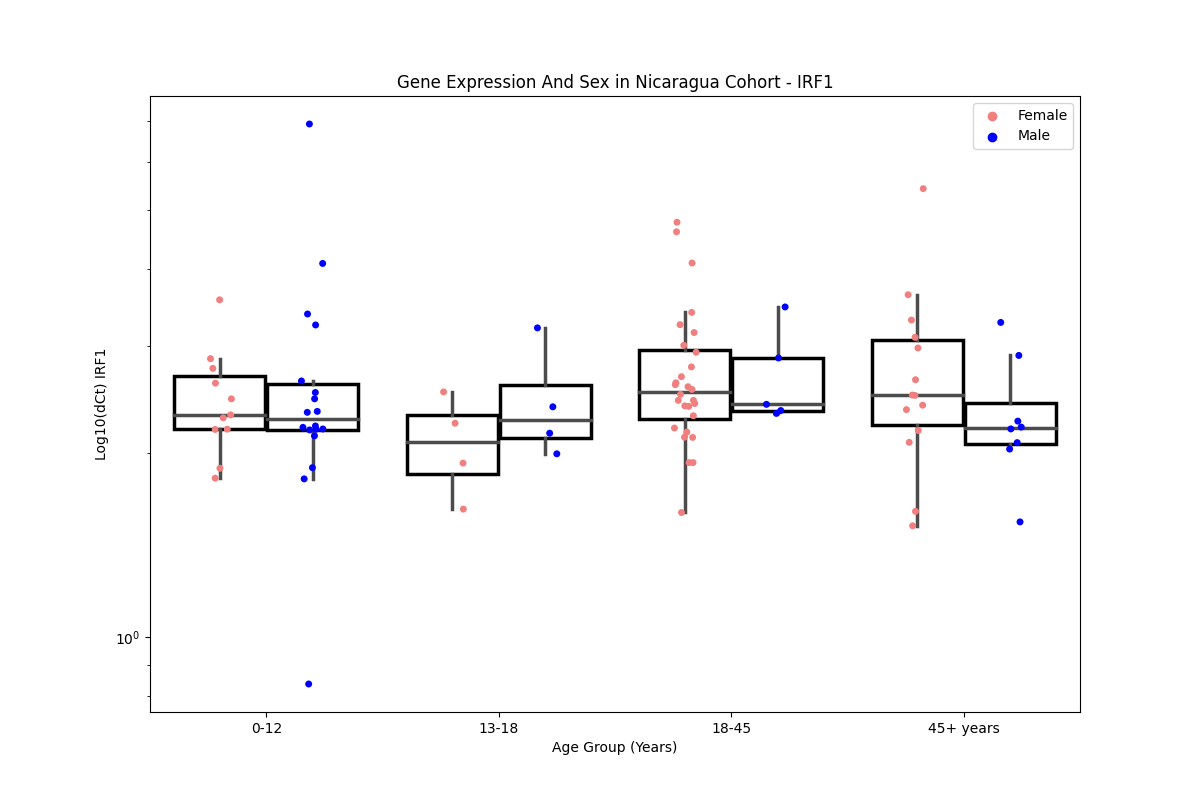 Gene Expression And Sex in Nicaragua Cohort - IRF1
Female
Male
Log10(dCt) IRF1
10⁰
0-12
13-18
18-45
45+ years
Age Group (Years)